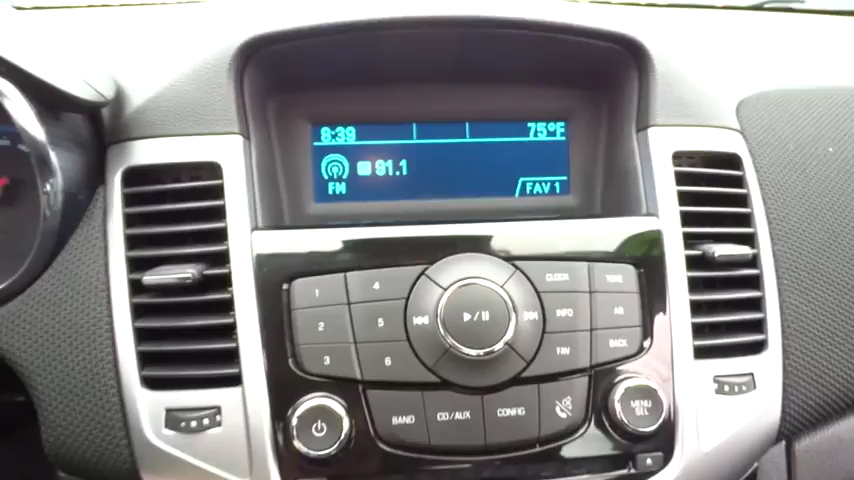 8:39 75°F
91.1
FM FAV 1
1 4 CLOCK TONE
2 5 INFO AS
3 6 FAV BACK
BAND CD/AUX CONFIG
MENU
SEL